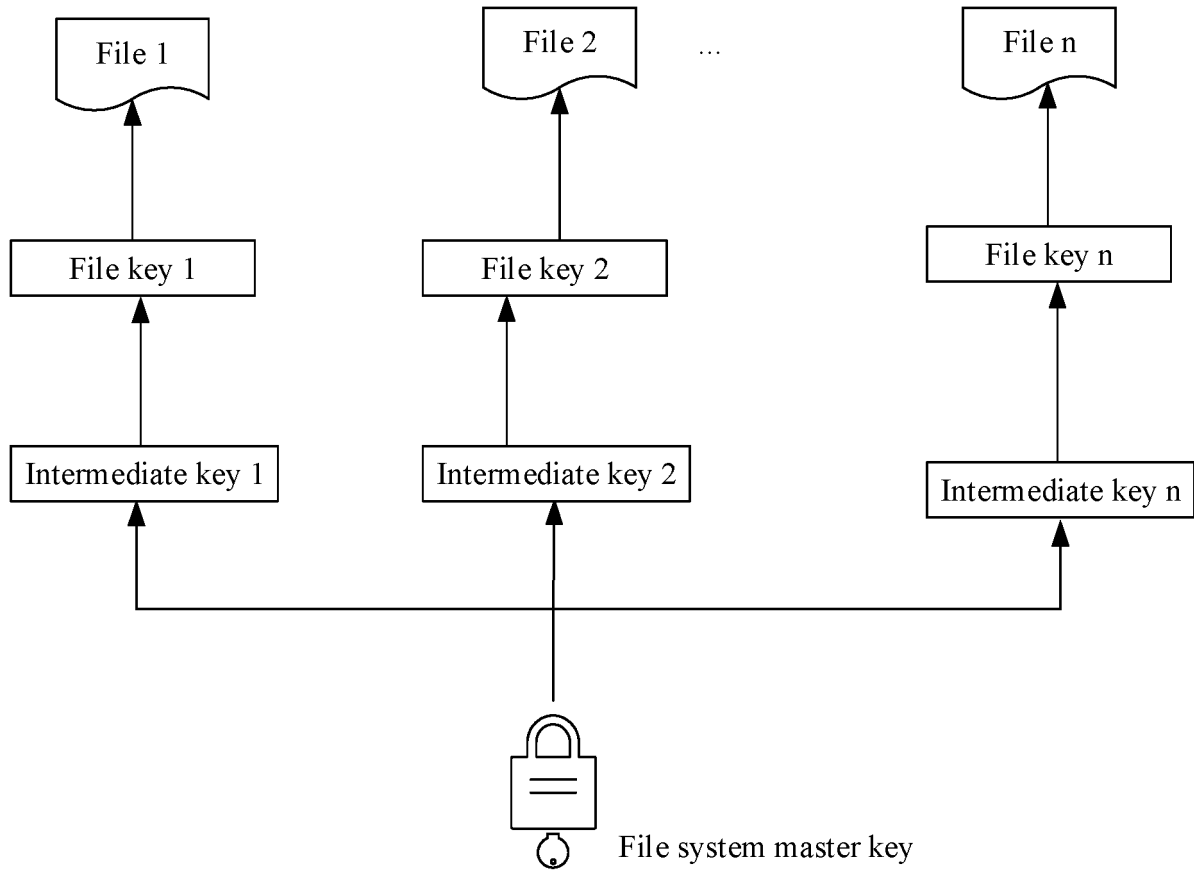 File 1
File 2
...
File n
File key 1
File key 2
File key n
Intermediate key 1
Intermediate key 2
Intermediate key n
File system master key